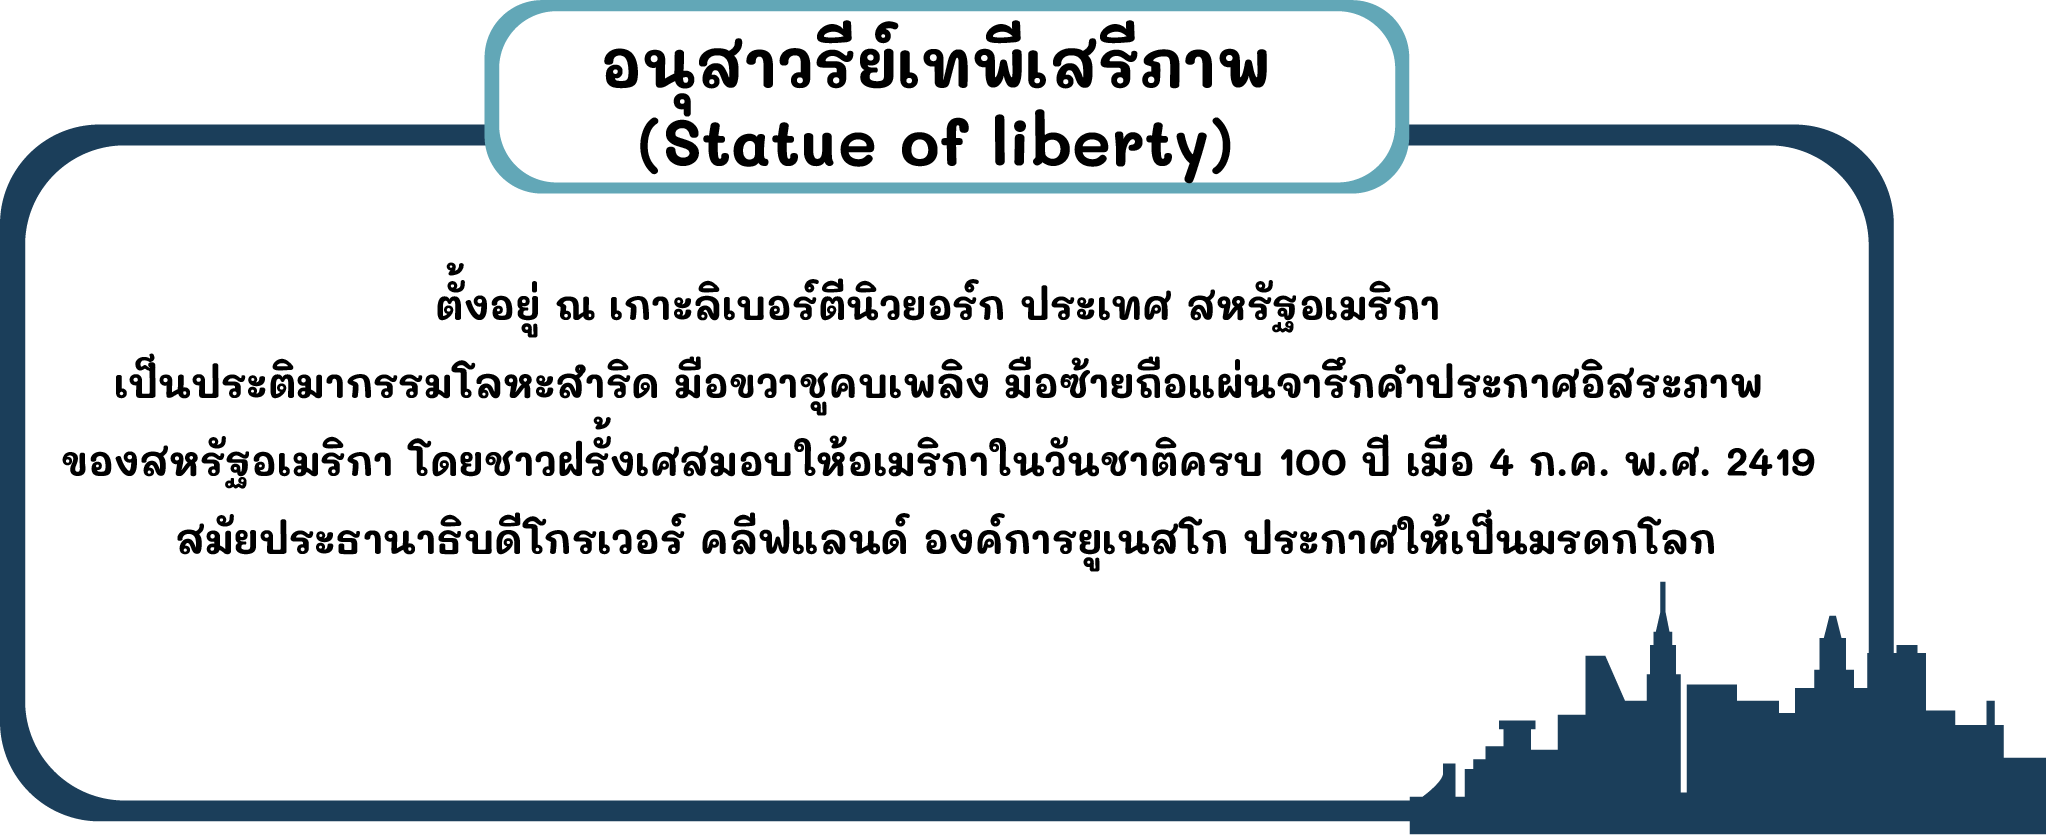 อนุสาวรีย์เทพีเสรีภาพ
(Statue of liberty)
ตั้งอยู่ ณ เกาะลิเบอร์ตีนิวยอร์ก ประเทศ สหรัฐอเมริกา
เป็นประติมากรรมโลหะสำริด มือขวาชูคบเพลิง มือซ้ายถือแผ่นจารึกคำประกาศอิสระภาพ
ของสหรัฐอเมริกา โดยชาวฝรั้งเศสมอบให้อเมริกาในวันชาติครบ 100 ปี เมือ 4 ก.ค. พ.ศ. 2419
สมัยประธานาธิบดีโกรเวอร์ คลีฟแลนด์ องค์การยูเนสโก ประกาศให้เป็นมรดกโลก